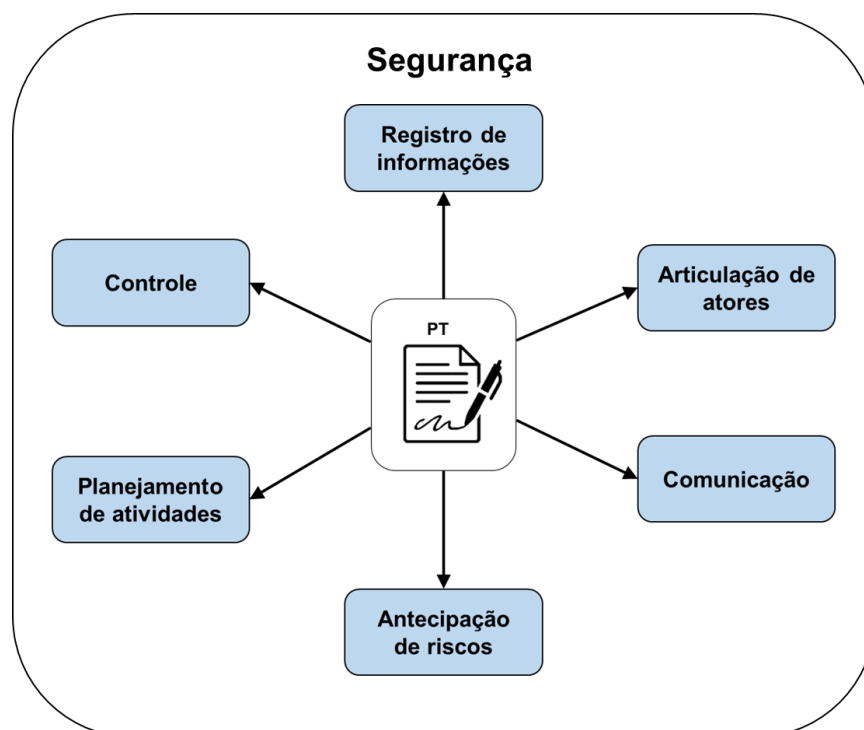 Segurança
Registro de
informações
Controle
Articulação de
atores
PT
Planejamento
de atividades
Comunicação
Antecipação
de riscos